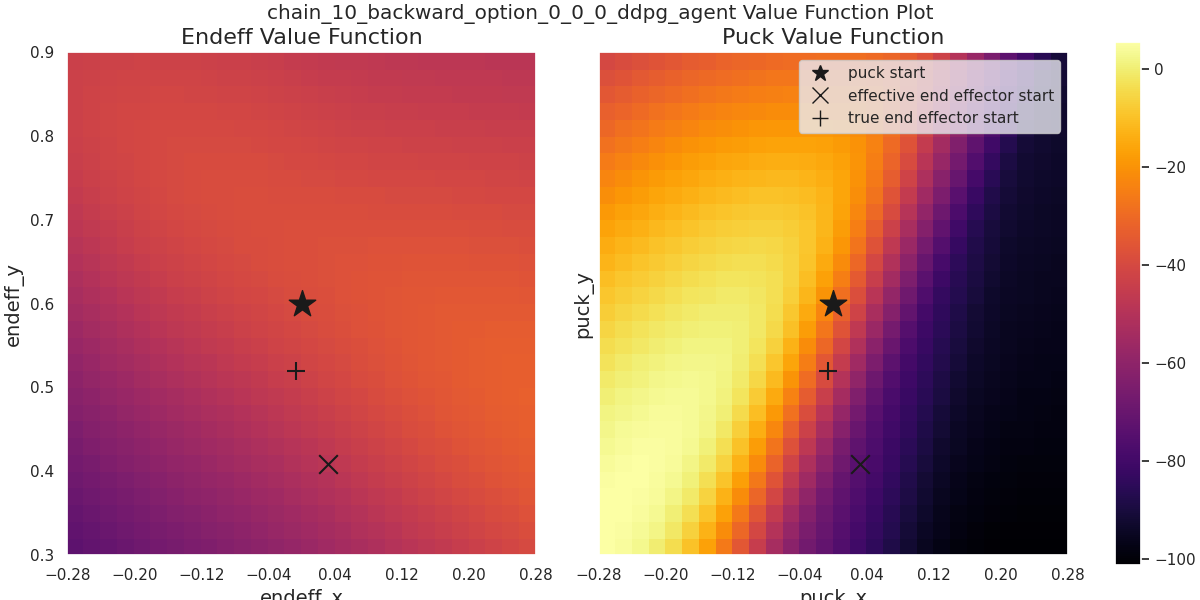 chain_10_backward_option_0_0_0_ddpg_agent Value Function Plot
Endeff Value Function
Puck Value Function
puck start
effective end effector start
true end effector start
0.9
0.8
0.7
0.6
0.5
0.4
0.3
endeff_y
−0.28 −0.20 −0.12 −0.04 0.04 0.12 0.20 0.28
endeff_x
puck_y
−0.28 −0.20 −0.12 −0.04 0.04 0.12 0.20 0.28
puck_x
0
−20
−40
−60
−80
−100